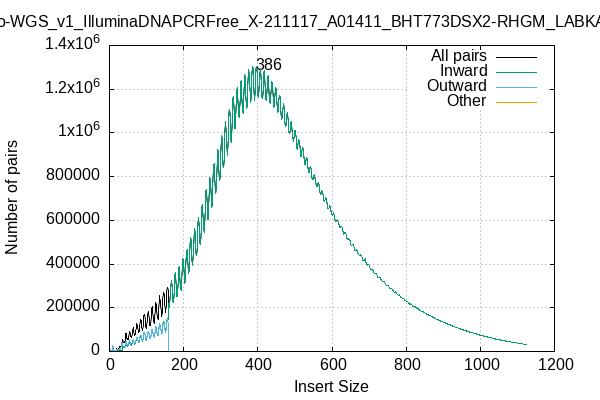 o-WGS_v1_IlluminaDNAPCRFree_X-211117_A01411_BHT773DSX2-RHGM_LABKA
1.4x10^6
1.2x10^6
1x10^6
800000
600000
400000
200000
0
Number of pairs
386
All pairs
Inward
Outward
Other
0 200 400 600 800 1000 1200
Insert Size